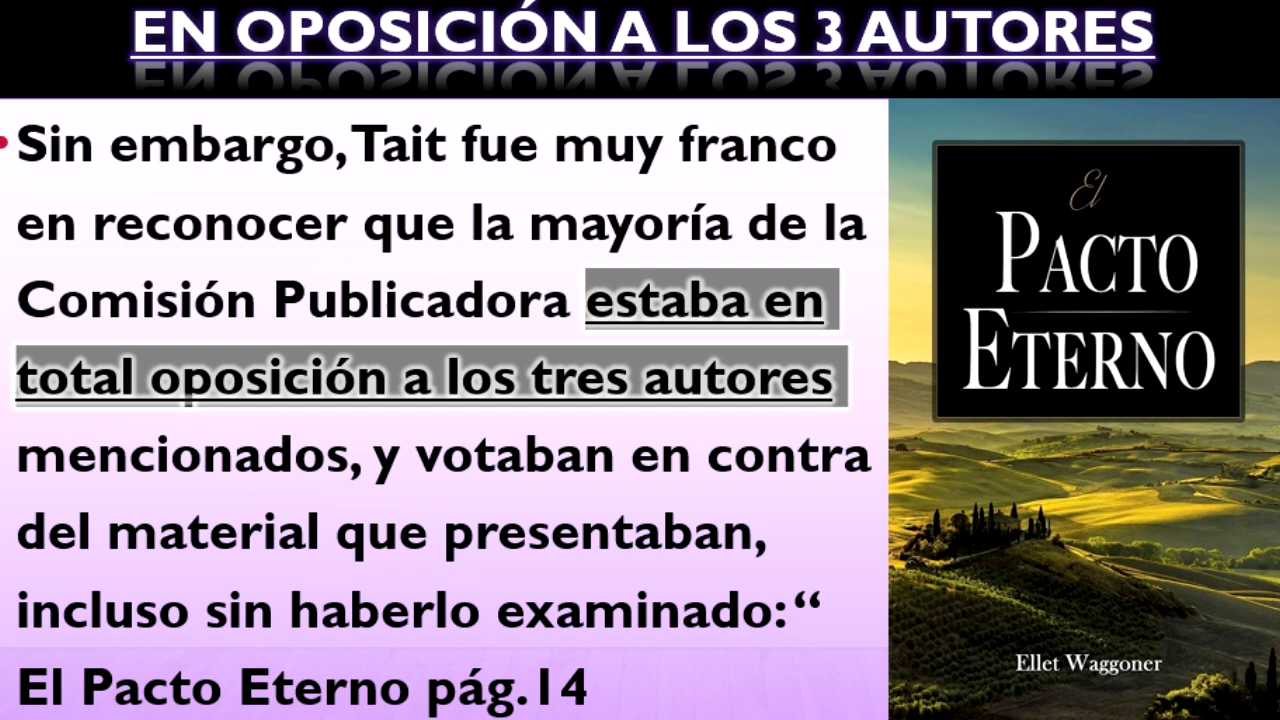 EN OPOSICIÓN A LOS 3 AUTORES
• Sin embargo, Tait fue muy franco
en reconocer que la mayoría de la
Comisión Publicadora estaba en
total oposición a los tres autores
mencionados, y votaban en contra
del material que presentaban,
incluso sin haberlo examinado: “
El Pacto Eterno pág.14
El
PACTO
ETERNO
Ellet Waggoner